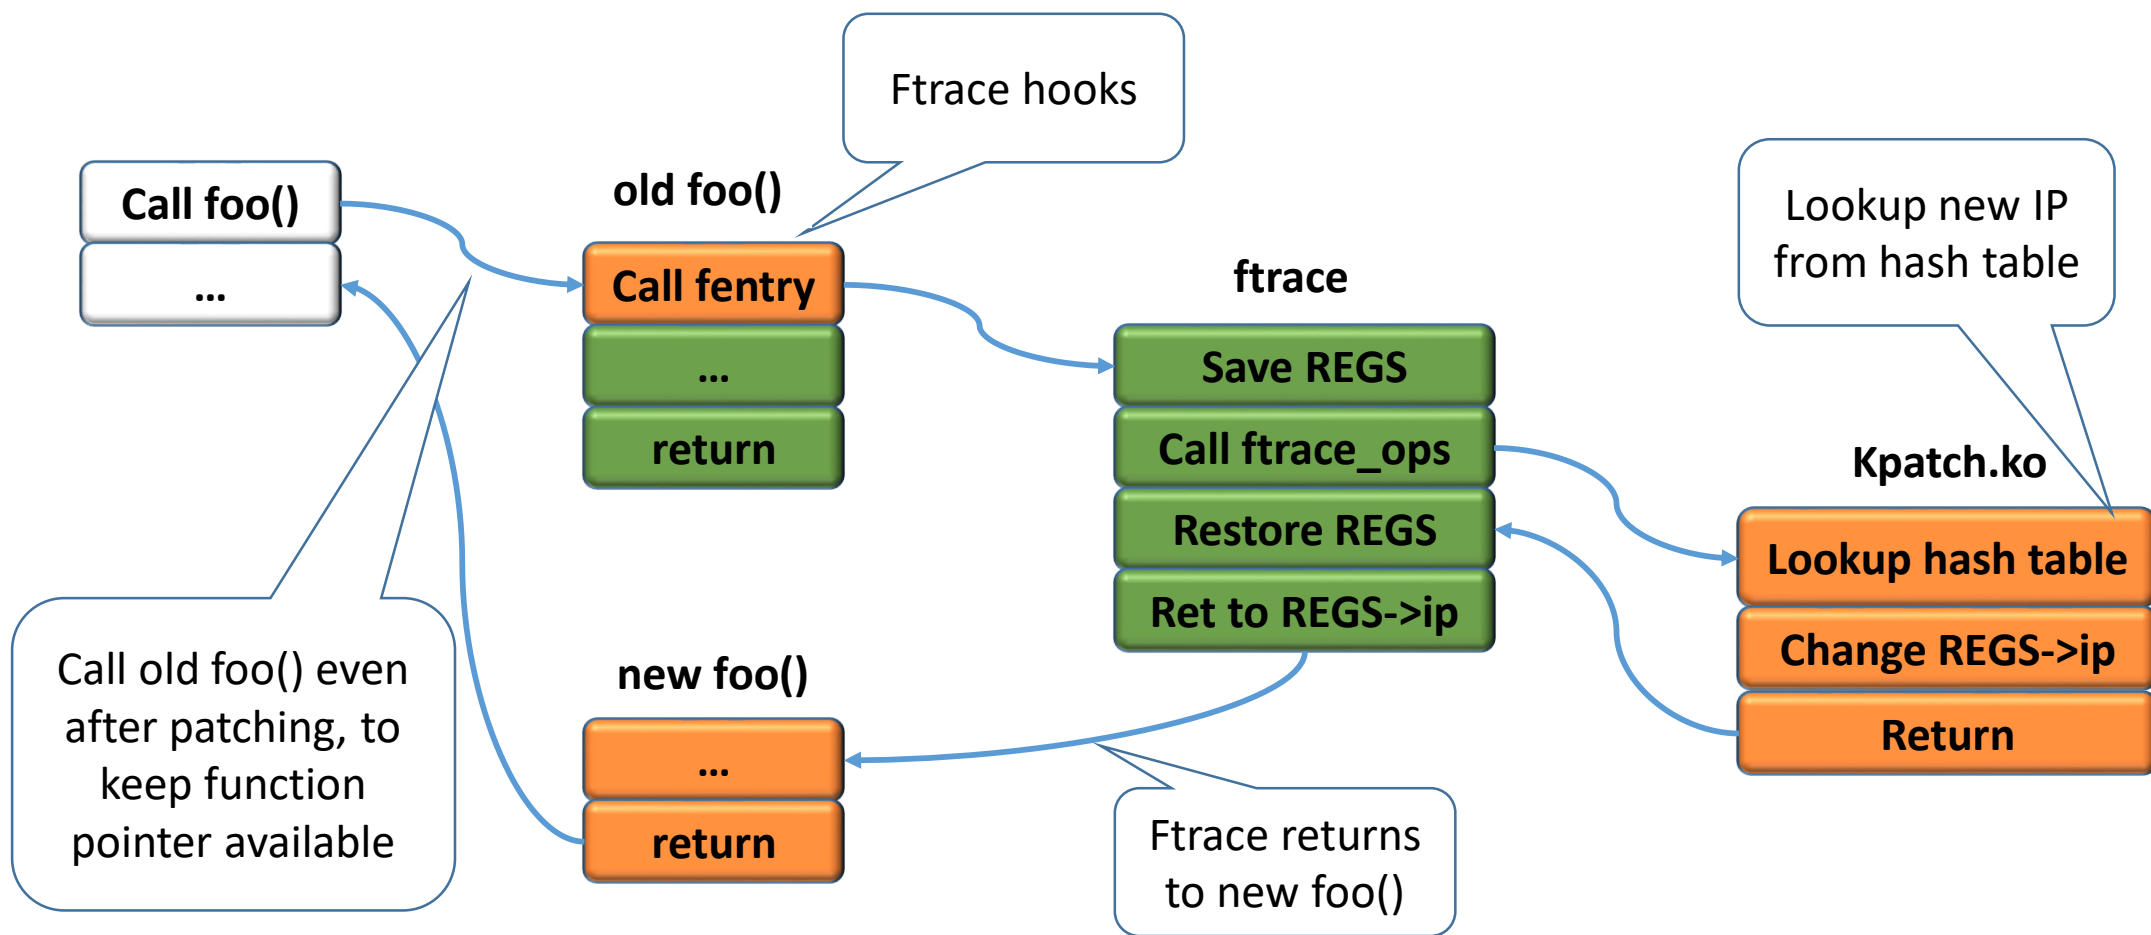 Ftrace hooks
Call foo()
...
old foo()
Call fentry
...
return
ftrace
Save REGS
Call ftrace_ops
Restore REGS
Ret to REGS->ip
Lookup new IP
from hash table
Kpatch.ko
Lookup hash table
Change REGS->ip
Return
Call old foo() even
after patching, to
keep function
pointer available
new foo()
...
return
Ftrace returns
to new foo()